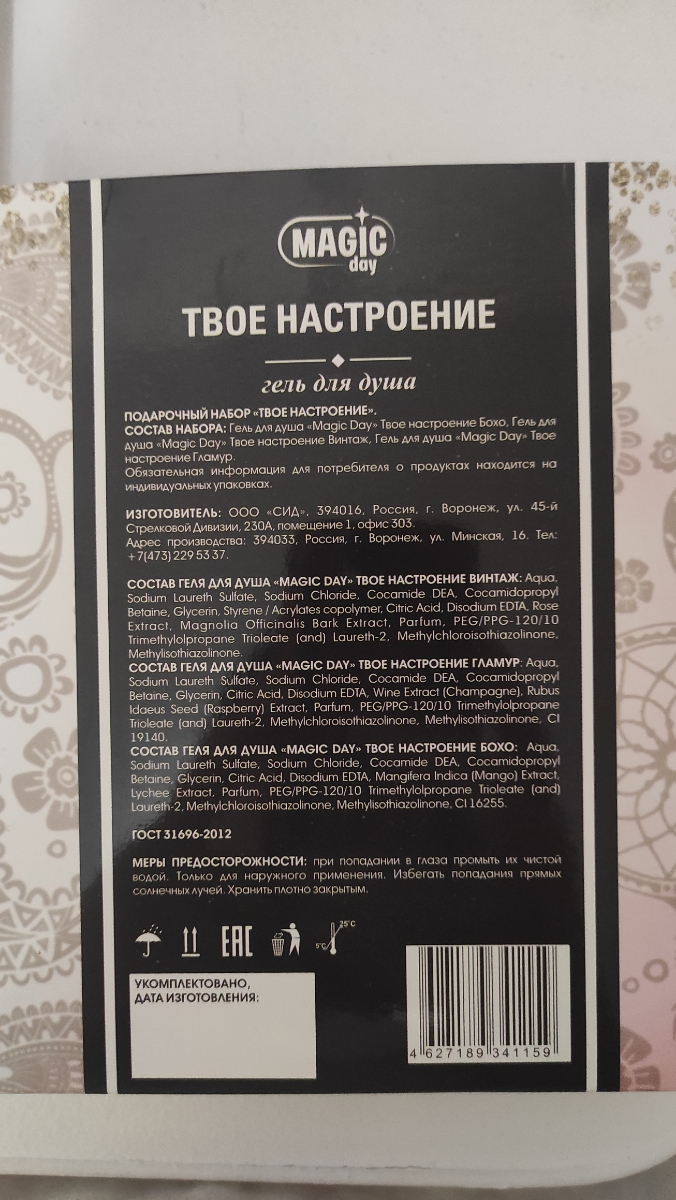 MAGIC
day
ТВОЕ НАСТРОЕНИЕ
гель для душа
ПОДАРОЧНЫЙ НАБОР «ТВОЕ НАСТРОЕНИЕ».
СОСТАВ НАБОРА: Гель для душа «Magic Day» Твое настроение Бохо, Гель для
душа «Magic Day» Твое настроение Винтаж, Гель для душа «Magic Day» Твое
настроение Гламур.
Обязательная информация для потребителя о продуктах находится на
индивидуальных упаковках.
ИЗГОТОВИТЕЛЬ: ООО «СИД», 394016, Россия, г. Воронеж, ул. 45-й
Стрелковой Дивизии, 230А, помещение 1, офис 303.
Адрес производства: 394033, Россия, г. Воронеж, ул. Минская, 16. Тел:
+7(473) 229 53 37.
СОСТАВ ГЕЛЯ ДЛЯ ДУША «MAGIC DAY» ТВОЕ НАСТРОЕНИЕ ВИНТАЖ: Aqua,
Sodium Laureth Sulfate, Sodium Chloride, Cocamide DEA, Cocamidopropyl
Betaine, Glycerin, Styrene / Acrylates copolymer, Citric Acid, Disodium EDTA, Rose
Extract, Magnolia Officinalis Bark Extract, Parfum, PEG/PPG-120/10
Trimethylolpropane Trioleate (and) Laureth-2, Methylchloroisothiazolinone,
Methylisothiazolinone.
СОСТАВ ГЕЛЯ ДЛЯ ДУША «MAGIC DAY» ТВОЕ НАСТРОЕНИЕ ГЛАМУР: Aqua,
Sodium Laureth Sulfate, Sodium Chloride, Cocamide DEA, Cocamidopropyl
Betaine, Glycerin, Citric Acid, Disodium EDTA, Wine Extract (Champagne), Rubus
Idaeus Seed (Raspberry) Extract, Parfum, PEG/PPG-120/10 Trimethylolpropane
Trioleate (and) Laureth-2, Methylchloroisothiazolinone, Methylisothiazolinone, CI
19140.
СОСТАВ ГЕЛЯ ДЛЯ ДУША «MAGIC DAY» ТВОЕ НАСТРОЕНИЕ БОХО: Aqua,
Sodium Laureth Sulfate, Sodium Chloride, Cocamide DEA, Cocamidopropyl
Betaine, Glycerin, Citric Acid, Disodium EDTA, Mangifera Indica (Mango) Extract,
Lychee Extract, Parfum, PEG/PPG-120/10 Trimethylolpropane Trioleate (and)
Laureth-2, Methylchloroisothiazolinone, Methylisothiazolinone, CI 16255.
ГОСТ 31696-2012
МЕРЫ ПРЕДОСТОРОЖНОСТИ: при попадании в глаза промыть их чистой
водой. Только для наружного применения. Избегать попадания прямых
солнечных лучей. Хранить плотно закрытым.
EAC 5°C 25°C
УКОМПЛЕКТОВАНО,
ДАТА ИЗГОТОВЛЕНИЯ:
4 627189 341159